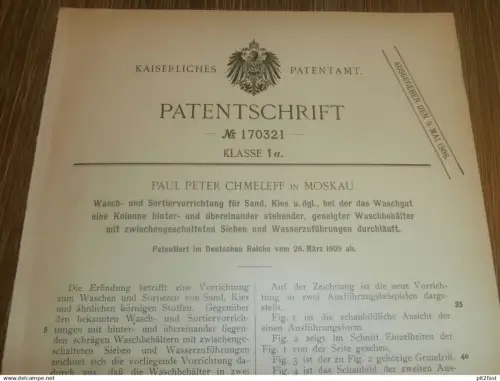 KAISERLICHES PATENTAMT.
AUSGEGEBEN DEN 9. MAI 1906.
PATENTSCHRIFT
— № 170321 —
KLASSE 1a.
PAUL PETER CHMELEFF IN MOSKAU.
Wasch- und Sortiervorrichtung für Sand, Kies u. dgl., bei der das Waschgut
eine Kolonne hinter- und übereinander stehender, geneigter Waschbehälter
mit zwischengeschalteten Sieben und Wasserzuführungen durchläuft.
Patentiert im Deutschen Reiche vom 29. März 1905 ab.
Die Erfindung betrifft eine Vorrichtung
zum Waschen und Sortieren von Sand, Kies
und ähnlichen körnigen Stoffen. Gegenüber
den bekannten Wasch- und Sortiervorrich-
5 tungen mit hinter- und übereinander liegen-
den schrägen Waschbehältern mit zwischenge-
schalteten Sieben und Wasserzuführungen
zeichnet sich die vorliegende Vorrichtung da-
durch aus, daß die Waschbehälter in zwei
Auf der Zeichnung ist die neue Vorrich-
tung in zwei Ausführungsbeispielen darge-
stellt. 35
Fig. 1 ist die schaubildliche Ansicht der
einen Ausführungsform.
Fig. 2 zeigt im Schnitt Einzelheiten der
Fig. 1 von der Seite gesehen.
Fig. 3 ist der zu Fig. 2 gehörige Grundriß. 40
Fig. 4 ist das Schaubild der zweiten Aus-
www.pit2fast.com